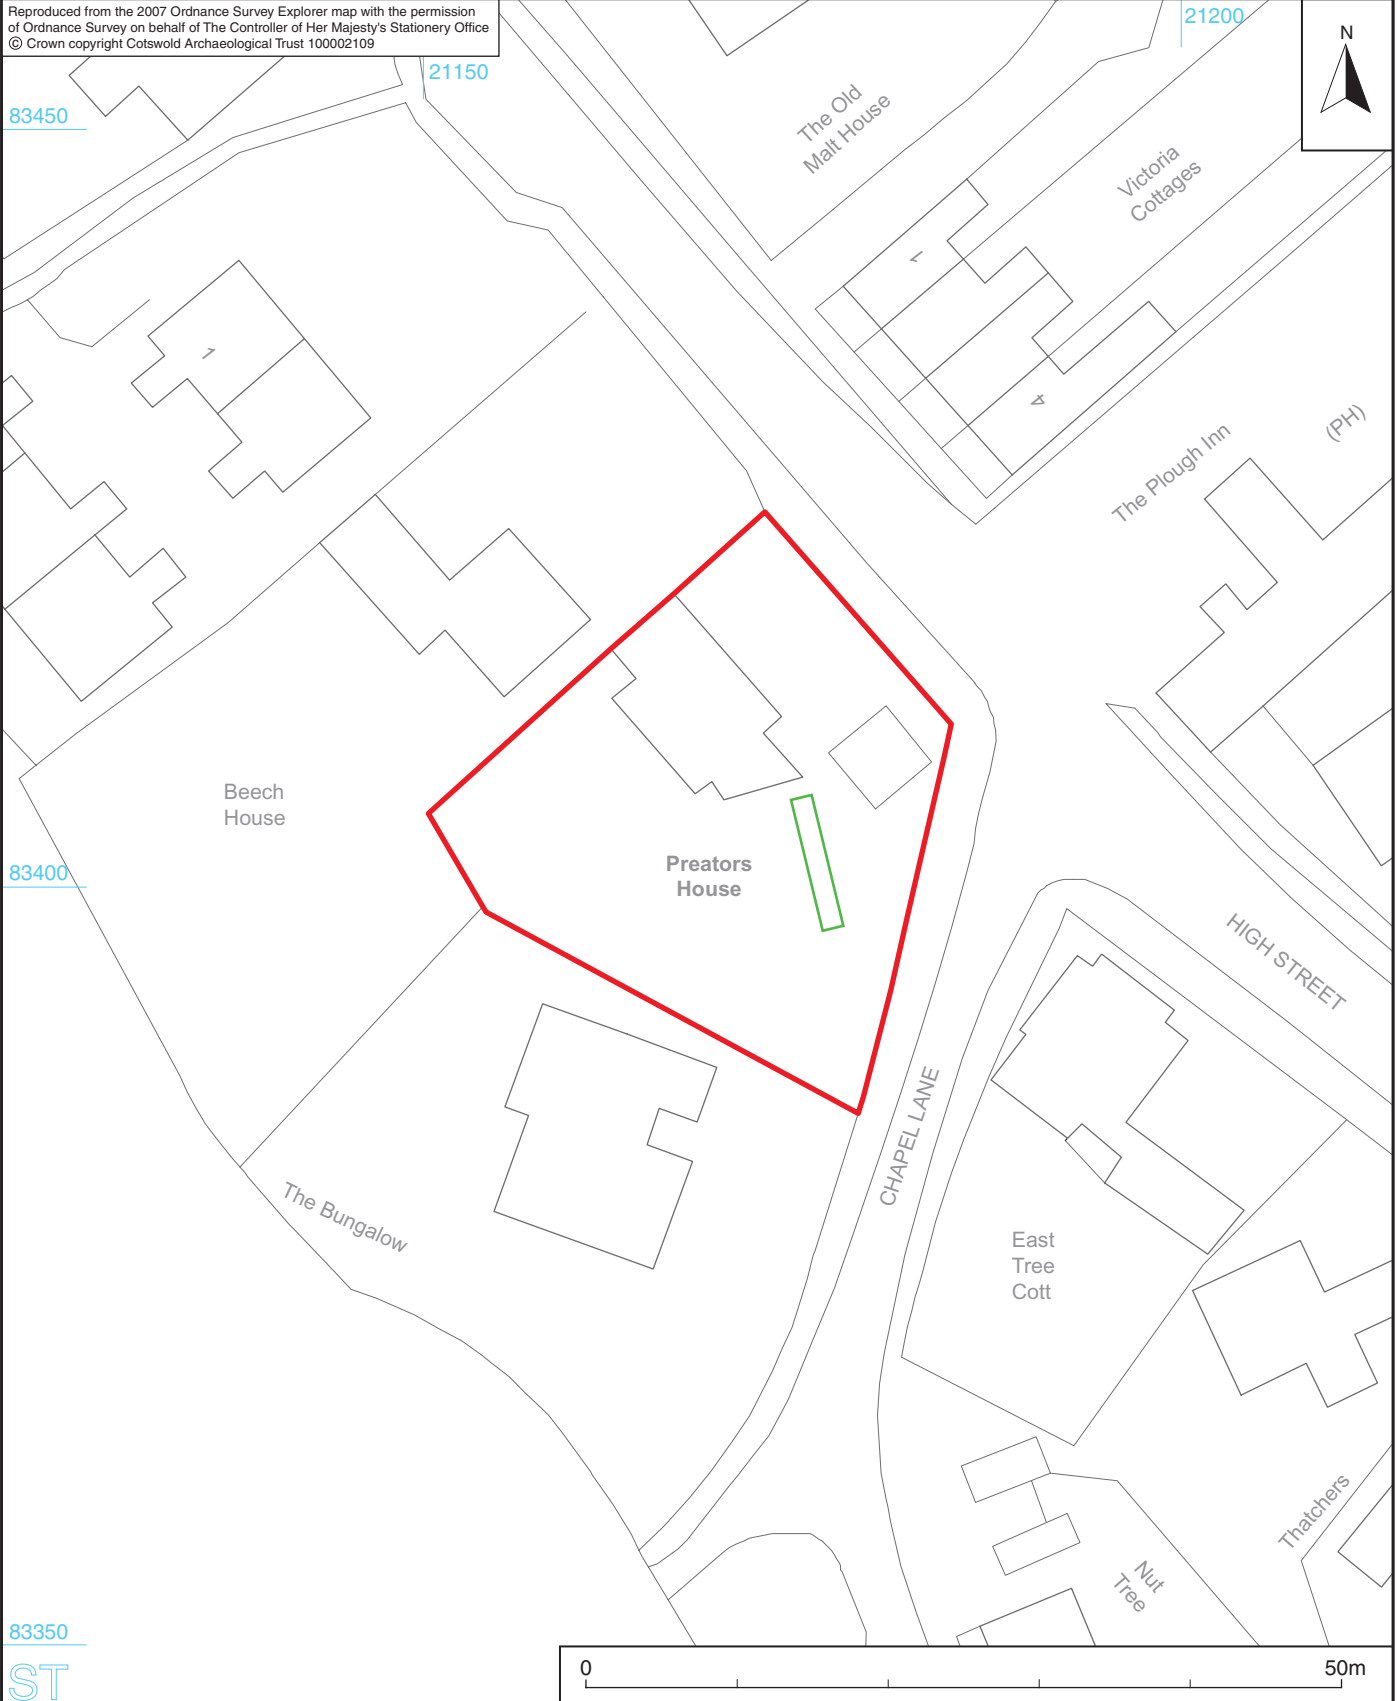 Reproduced from the 2007 Ordnance Survey Explorer map with the permission
of Ordnance Survey on behalf of The Controller of Her Majesty's Stationery Office
© Crown copyright Cotswold Archaeological Trust 100002109
21200
N
21150
83450
The Old
Malt House
Victoria
Cottages
1
1
4
(PH)
The Plough Inn
Beech
House
Preators
House
83400
HIGH STREET
CHAPEL LANE
The Bungalow
East
Tree
Cott
Thatchers
Nut
Tree
83350
ST
0
50m